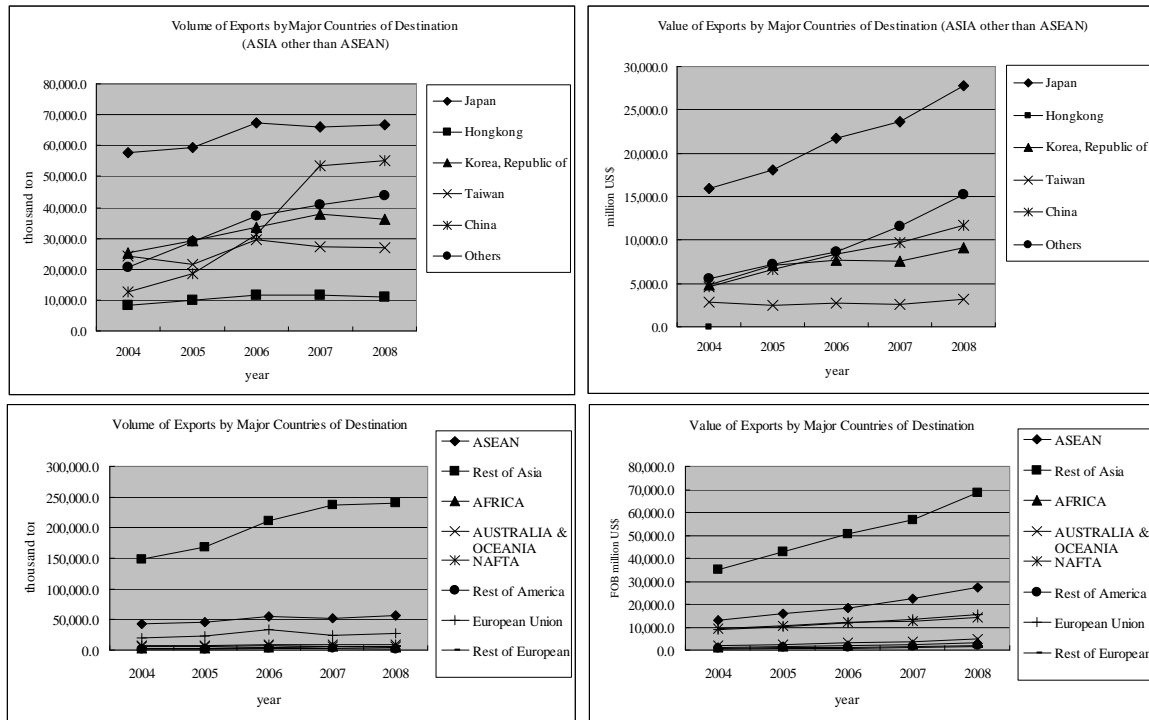 Volume of Exports by Major Countries of Destination
(ASIA other than ASEAN)
80,000.0
70,000.0
60,000.0
50,000.0
40,000.0
30,000.0
20,000.0
10,000.0
0.0
thousand ton
2004 2005 2006 2007 2008
year
Japan
Hongkong
Korea, Republic of
Taiwan
China
Others
Value of Exports by Major Countries of Destination (ASIA other than ASEAN)
30,000.0
25,000.0
20,000.0
15,000.0
10,000.0
5,000.0
0.0
million US$
2004 2005 2006 2007 2008
year
Japan
Hongkong
Korea, Republic of
Taiwan
China
Others
Volume of Exports by Major Countries of Destination
300,000.0
250,000.0
200,000.0
150,000.0
100,000.0
50,000.0
0.0
thousand ton
2004 2005 2006 2007 2008
year
ASEAN
Rest of Asia
AFRICA
AUSTRALIA &
OCEANIA
NAFTA
Rest of America
European Union
Rest of European
Value of Exports by Major Countries of Destination
80,000.0
70,000.0
60,000.0
50,000.0
40,000.0
30,000.0
20,000.0
10,000.0
0.0
FOB million US$
2004 2005 2006 2007 2008
year
ASEAN
Rest of Asia
AFRICA
AUSTRALIA &
OCEANIA
NAFTA
Rest of America
European Union
Rest of European